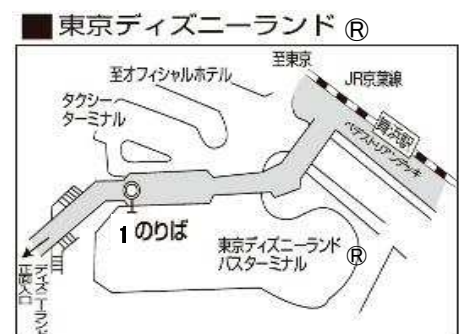 ■東京ディズニーランド®
至東京
至オフィシャルホテル
JR京葉線
タクシー
ターミナル
舞浜駅
ペデストリアンデッキ
1 のりば
東京ディズニーランド®
バスターミナル
ディズニーランド
正面入口